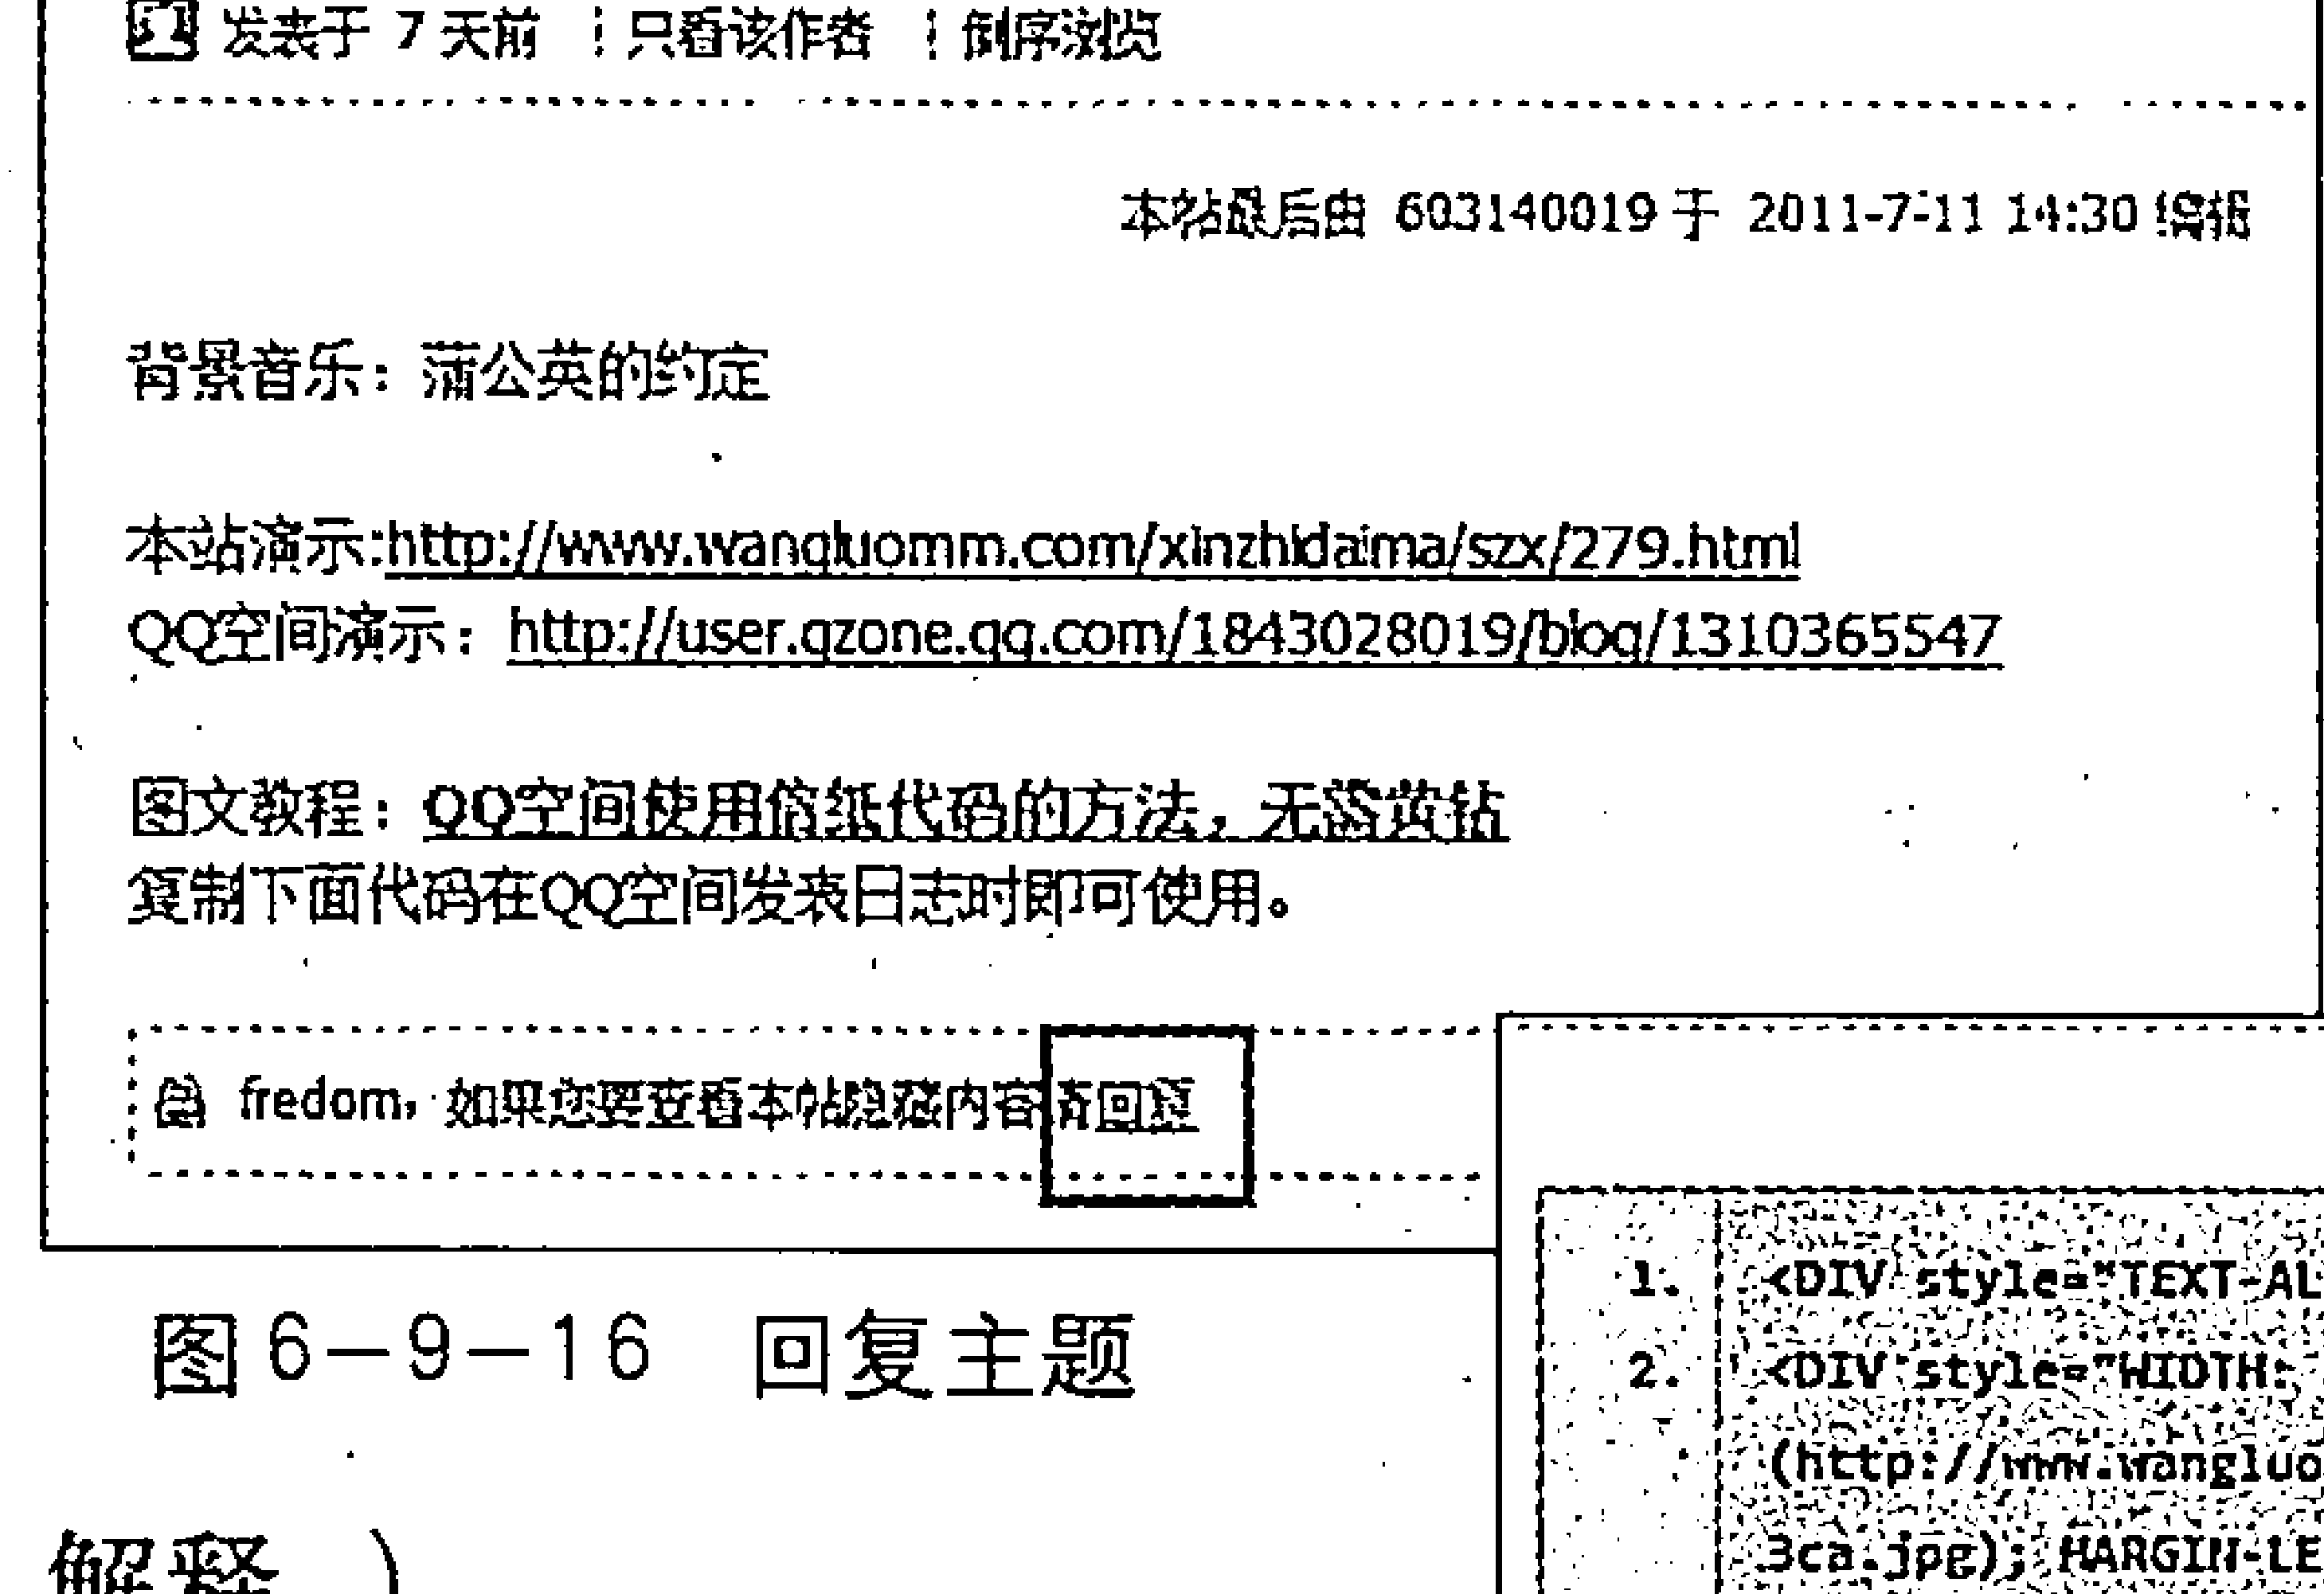 发表于 7 天前 ┆只看该作者 ┆倒序浏览
本帖最后由 603140019 于 2011-7-11 14:30 编辑
背景音乐：蒲公英的约定
本站演示:http://www.wangluomm.com/xinzhidaima/szx/279.html
QQ空间演示：http://user.qzone.qq.com/1843028019/blog/1310365547
图文教程：QQ空间使用信纸代码的方法，无需黄钻
复制下面代码在QQ空间发表日志时即可使用。
fredom，如果您要查看本帖隐藏内容请回复
图 6-9-16 回复主题
1. <DIV style="TEXT-AL
2. <DIV style="WIDTH:
(http://www.wangluo
3ca.jpg); MARGIN-LE
解释 )